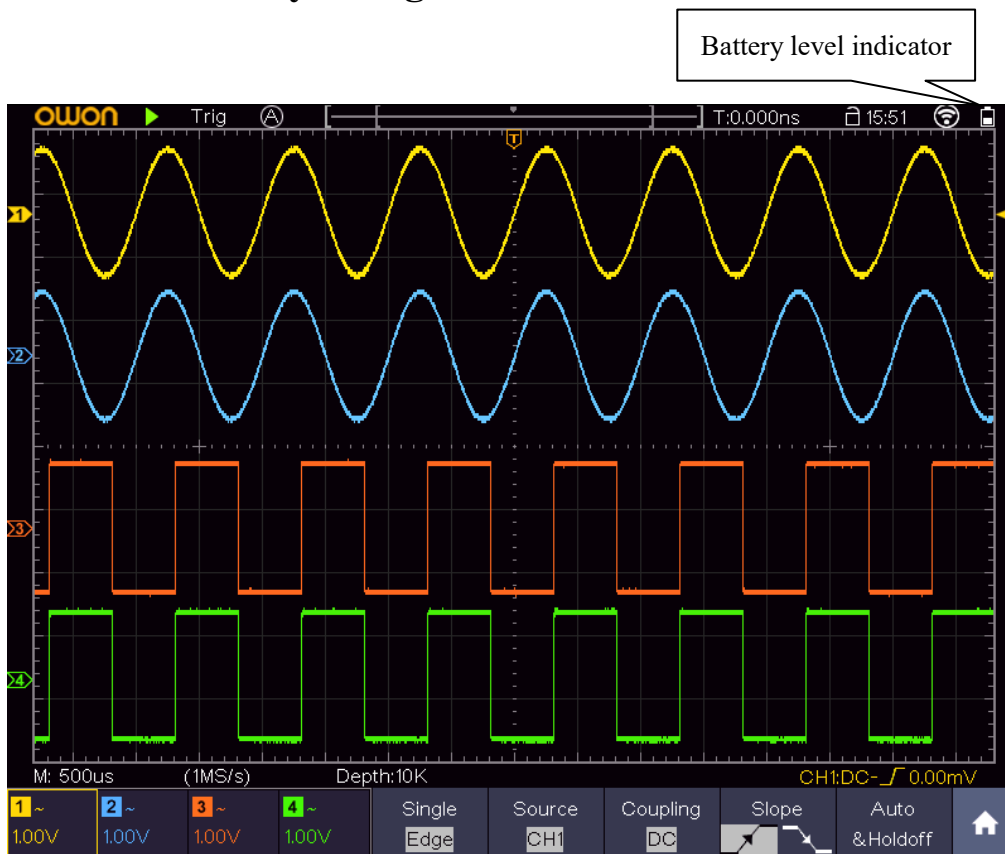 Battery level indicator
OWON Trig A T:0.000ns 15:51
T
1
2
3
4
M: 500us (1MS/s) Depth:10K CH1:DC- 0.00mV
1 ~ 2 ~ 3 ~ 4 ~ Single Source Coupling Slope Auto
1.00V 1.00V 1.00V 1.00V Edge CH1 DC &Holdoff